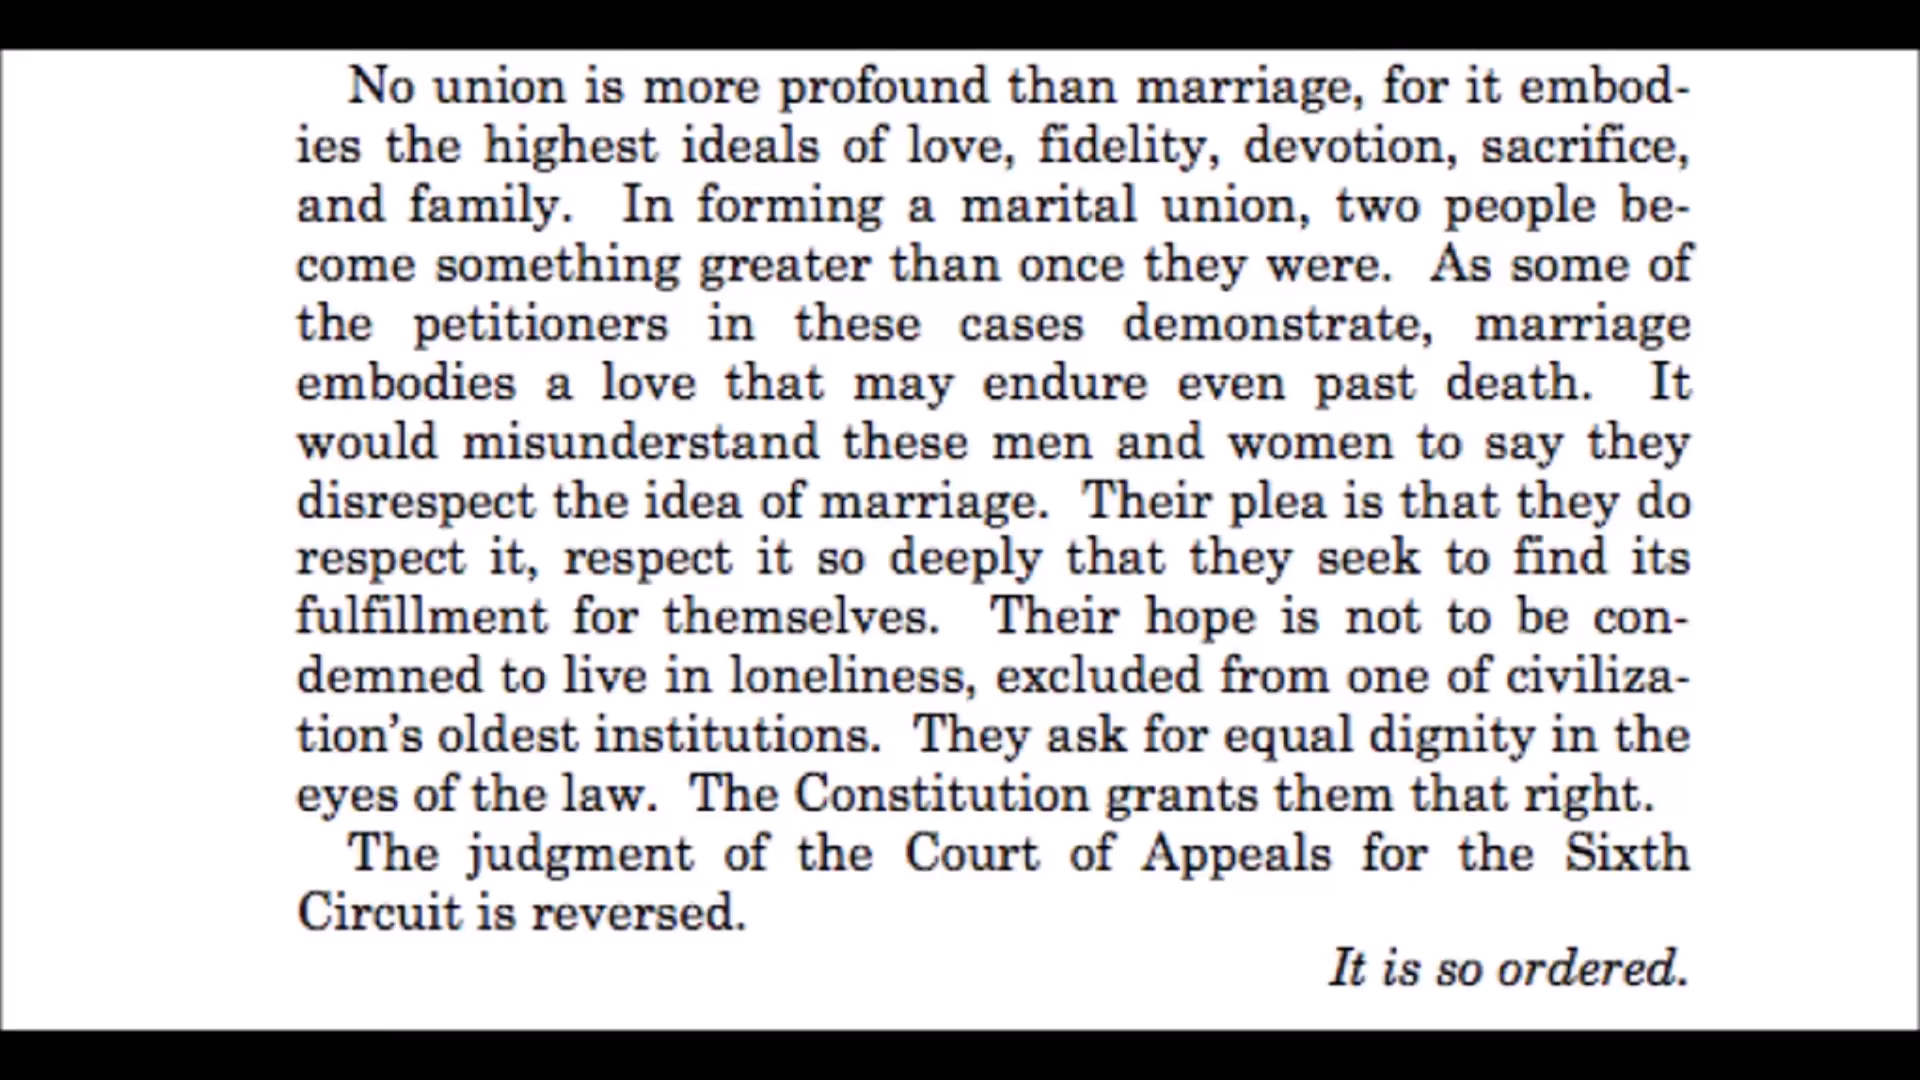 No union is more profound than marriage, for it embod-
ies the highest ideals of love, fidelity, devotion, sacrifice,
and family. In forming a marital union, two people be-
come something greater than once they were. As some of
the petitioners in these cases demonstrate, marriage
embodies a love that may endure even past death. It
would misunderstand these men and women to say they
disrespect the idea of marriage. Their plea is that they do
respect it, respect it so deeply that they seek to find its
fulfillment for themselves. Their hope is not to be con-
demned to live in loneliness, excluded from one of civiliza-
tion’s oldest institutions. They ask for equal dignity in the
eyes of the law. The Constitution grants them that right.
The judgment of the Court of Appeals for the Sixth
Circuit is reversed.
It is so ordered.